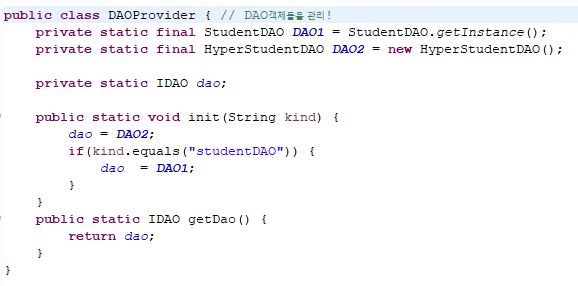 public class DAOProvider { // DAO객체들을 관리!
    private static final StudentDAO DAO1 = StudentDAO.getInstance();
    private static final HyperStudentDAO DAO2 = new HyperStudentDAO();

    private static IDAO dao;

    public static void init(String kind) {
        dao = DAO2;
        if(kind.equals("studentDAO")) {
            dao  = DAO1;
        }
    }
    public static IDAO getDao() {
        return dao;
    }
}